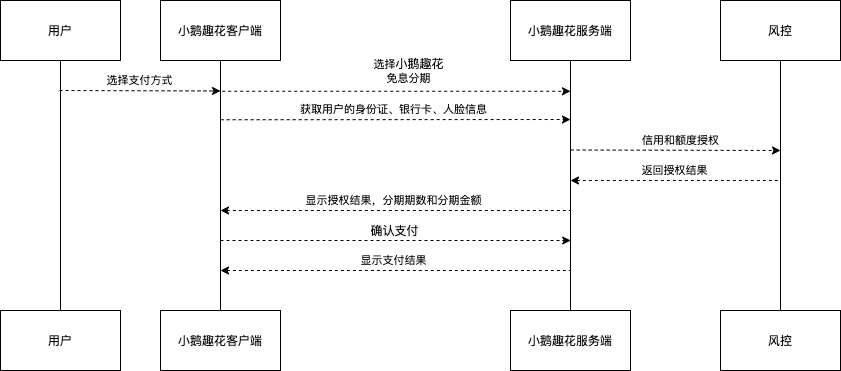 用户
小鹅趣花客户端
小鹅趣花服务端
风控
选择小鹅趣花
免息分期
选择支付方式
获取用户的身份证、银行卡、人脸信息
信用和额度授权
返回授权结果
显示授权结果，分期期数和分期金额
确认支付
显示支付结果
用户
小鹅趣花客户端
小鹅趣花服务端
风控